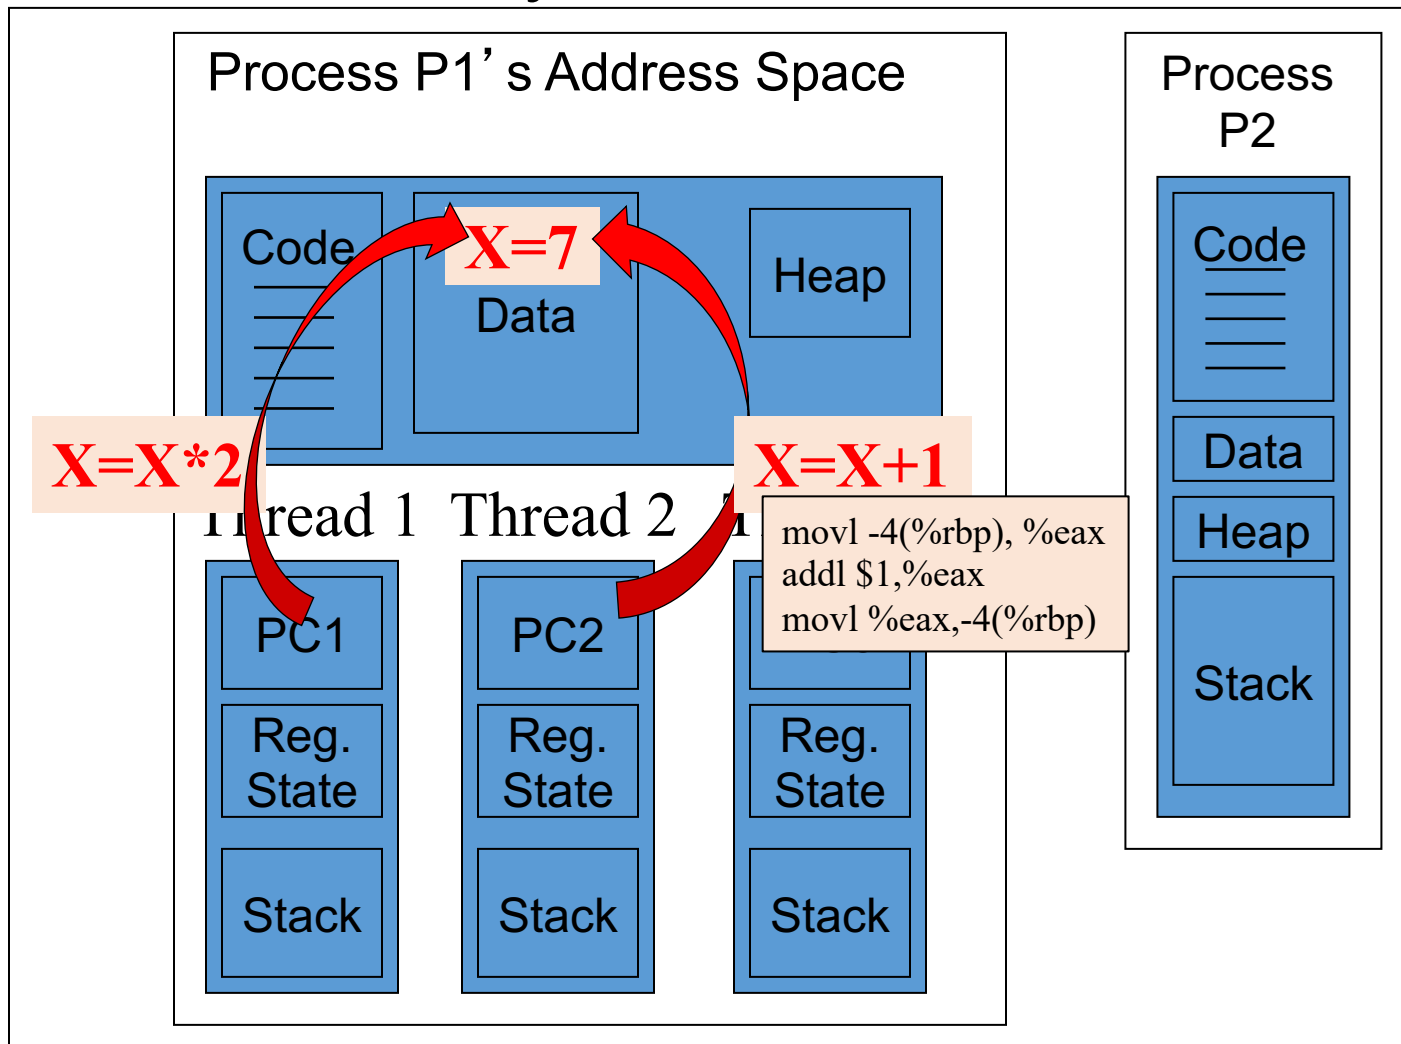 Process P1’s Address Space
Process
P2
Code
X=7
Data
Heap
Code
Data
Heap
Stack
X=X*2
X=X+1
Thread 1
Thread 2
movl -4(%rbp), %eax
addl $1,%eax
movl %eax,-4(%rbp)
PC1
PC2
Reg.
State
Reg.
State
Reg.
State
Stack
Stack
Stack